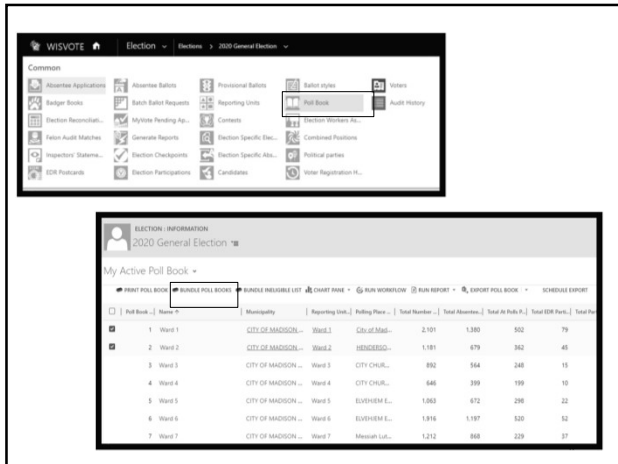 WISVOTE Election Elections > 2020 General Election
Common
Absentee Applications Absentee Ballots Provisional Ballots Ballot styles Voters
Badger Books Batch Ballot Requests Reporting Units Poll Book Audit History
Election Reconciliati... MyVote Pending Ap... Contests Election Workers As...
Felon Audit Matches Generate Reports Election Specific Elec... Combined Positions
Inspectors' Stateme... Election Checkpoints Election Specific Abs... Political parties
EDR Postcards Election Participations Candidates Voter Registration H...
ELECTION : INFORMATION
2020 General Election
My Active Poll Book
PRINT POLL BOOK BUNDLE POLL BOOKS BUNDLE INELIGIBLE LIST CHART PANE RUN WORKFLOW RUN REPORT EXPORT POLL BOOK SCHEDULE EXPORT
Poll Book ... Name Municipality Reporting Unit... Polling Place ... Total Number ... Total Absentee... Total At Polls P... Total EDR Parti... Total Par
1 Ward 1 CITY OF MADISON ... Ward 1 City of Mad... 2,101 1,380 502 79
2 Ward 2 CITY OF MADISON ... Ward 2 HENDERSO... 1,181 679 362 45
3 Ward 3 CITY OF MADISON ... Ward 3 CITY CHUR... 892 564 248 15
4 Ward 4 CITY OF MADISON ... Ward 4 CITY CHUR... 646 399 199 10
5 Ward 5 CITY OF MADISON ... Ward 5 ELVEHJEM E... 1,063 672 298 22
6 Ward 6 CITY OF MADISON ... Ward 6 ELVEHJEM E... 1,916 1,197 520 52
7 Ward 7 CITY OF MADISON ... Ward 7 Messiah Lut... 1,212 868 229 37